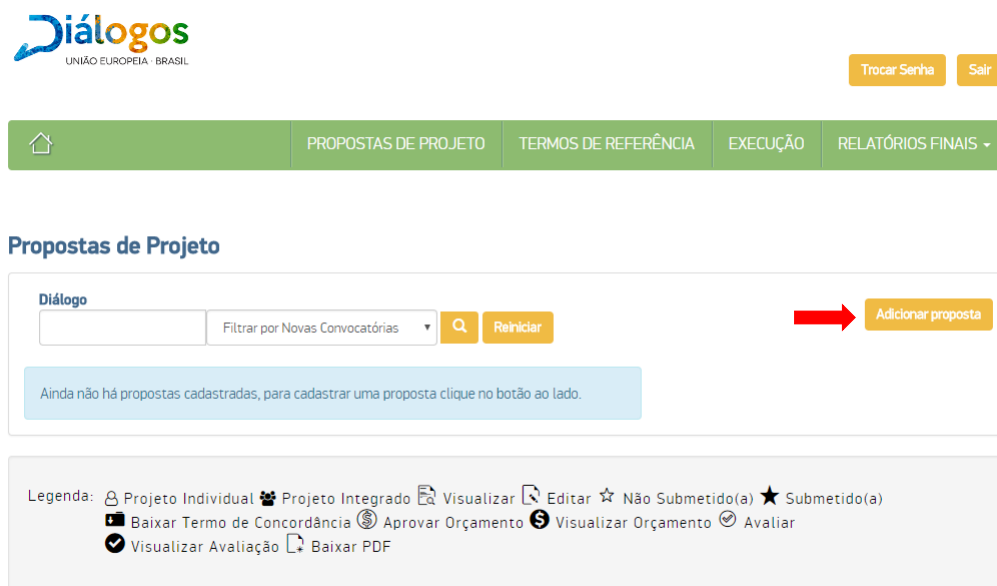 Diálogos
UNIÃO EUROPEIA · BRASIL
Trocar Senha Sair
PROPOSTAS DE PROJETO TERMOS DE REFERÊNCIA EXECUÇÃO RELATÓRIOS FINAIS
Propostas de Projeto
Diálogo
Filtrar por Novas Convocatórias Reiniciar Adicionar proposta
Ainda não há propostas cadastradas, para cadastrar uma proposta clique no botão ao lado.
Legenda: Projeto Individual Projeto Integrado Visualizar Editar Não Submetido(a) Submetido(a)
Baixar Termo de Concordância Aprovar Orçamento Visualizar Orçamento Avaliar
Visualizar Avaliação Baixar PDF